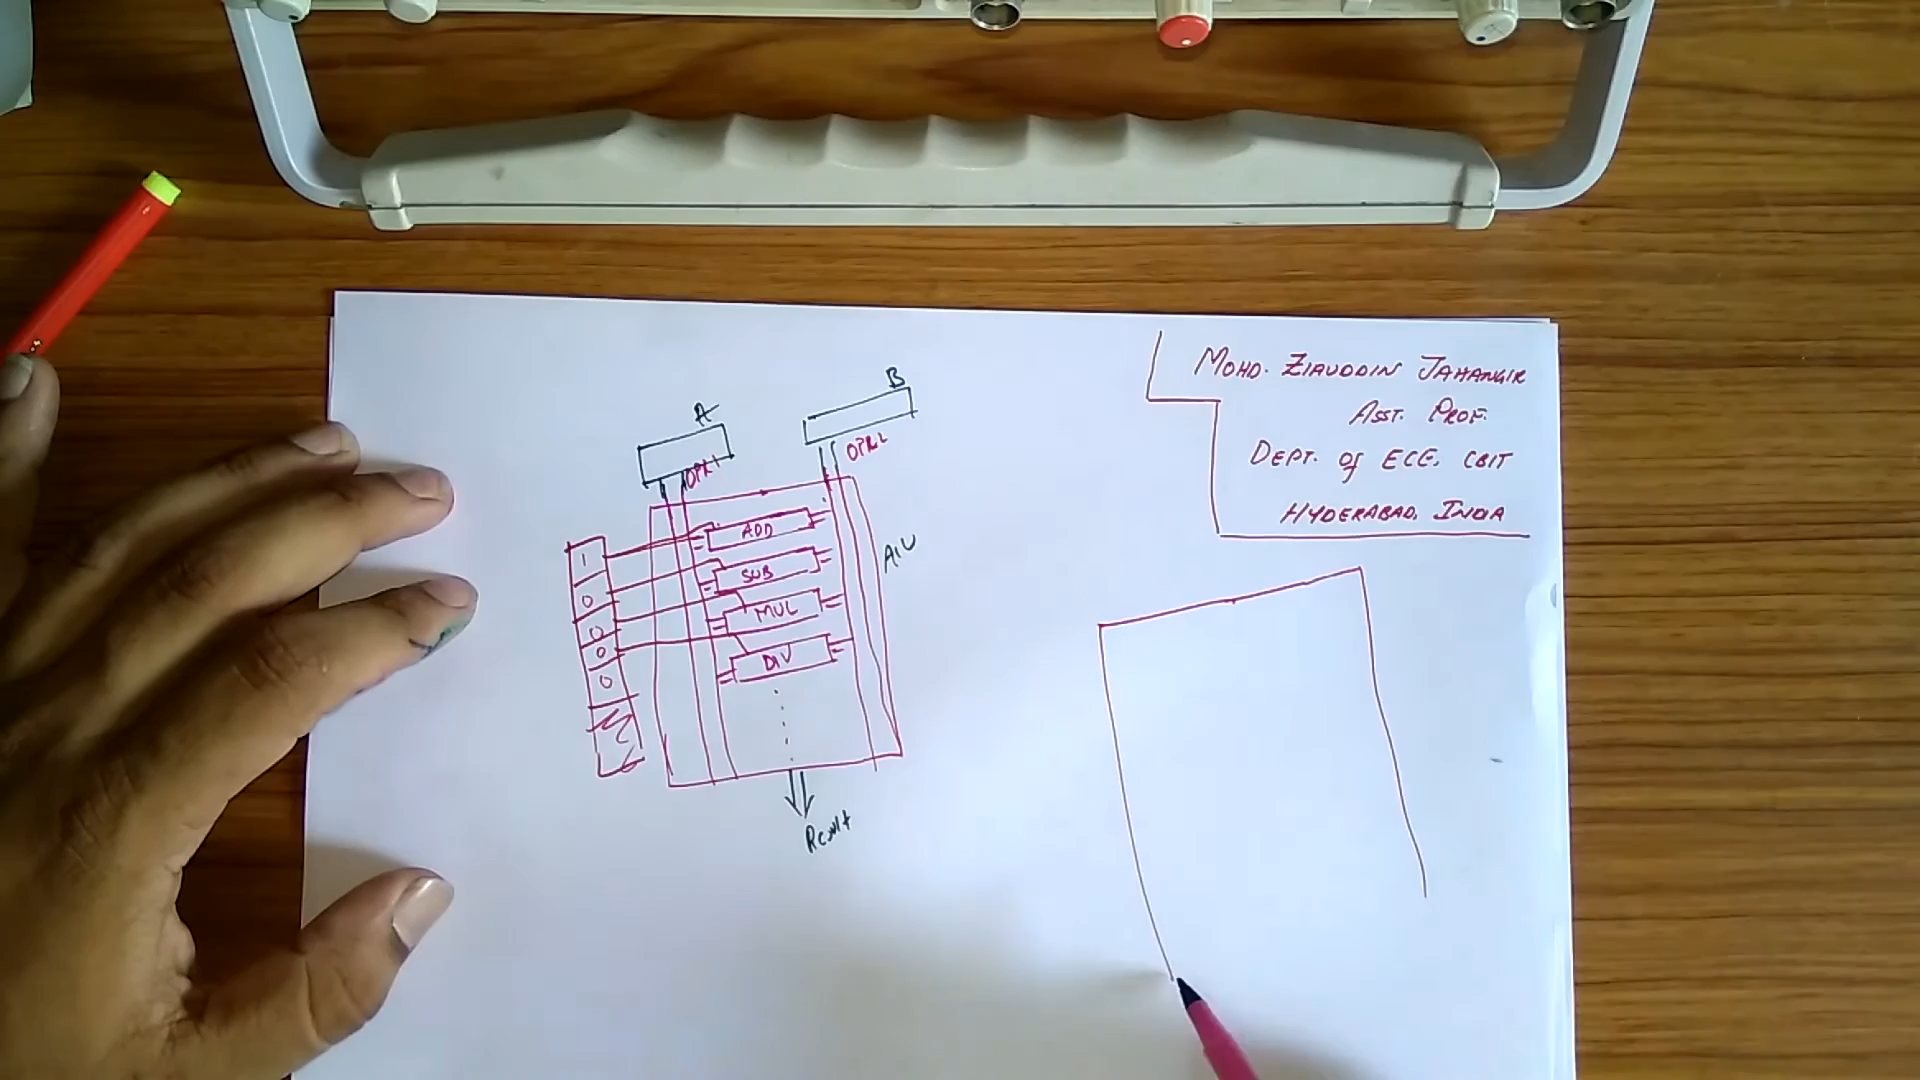 MOHD. ZIAUDDIN JAHANGIR
ASST. PROF.
DEPT. Of ECE, CBIT
HYDERABAD, INDIA
A
B
OPR1
OPR2
ADD
SUB
MUL
DIV
ALU
1
0
0
0
0
Result